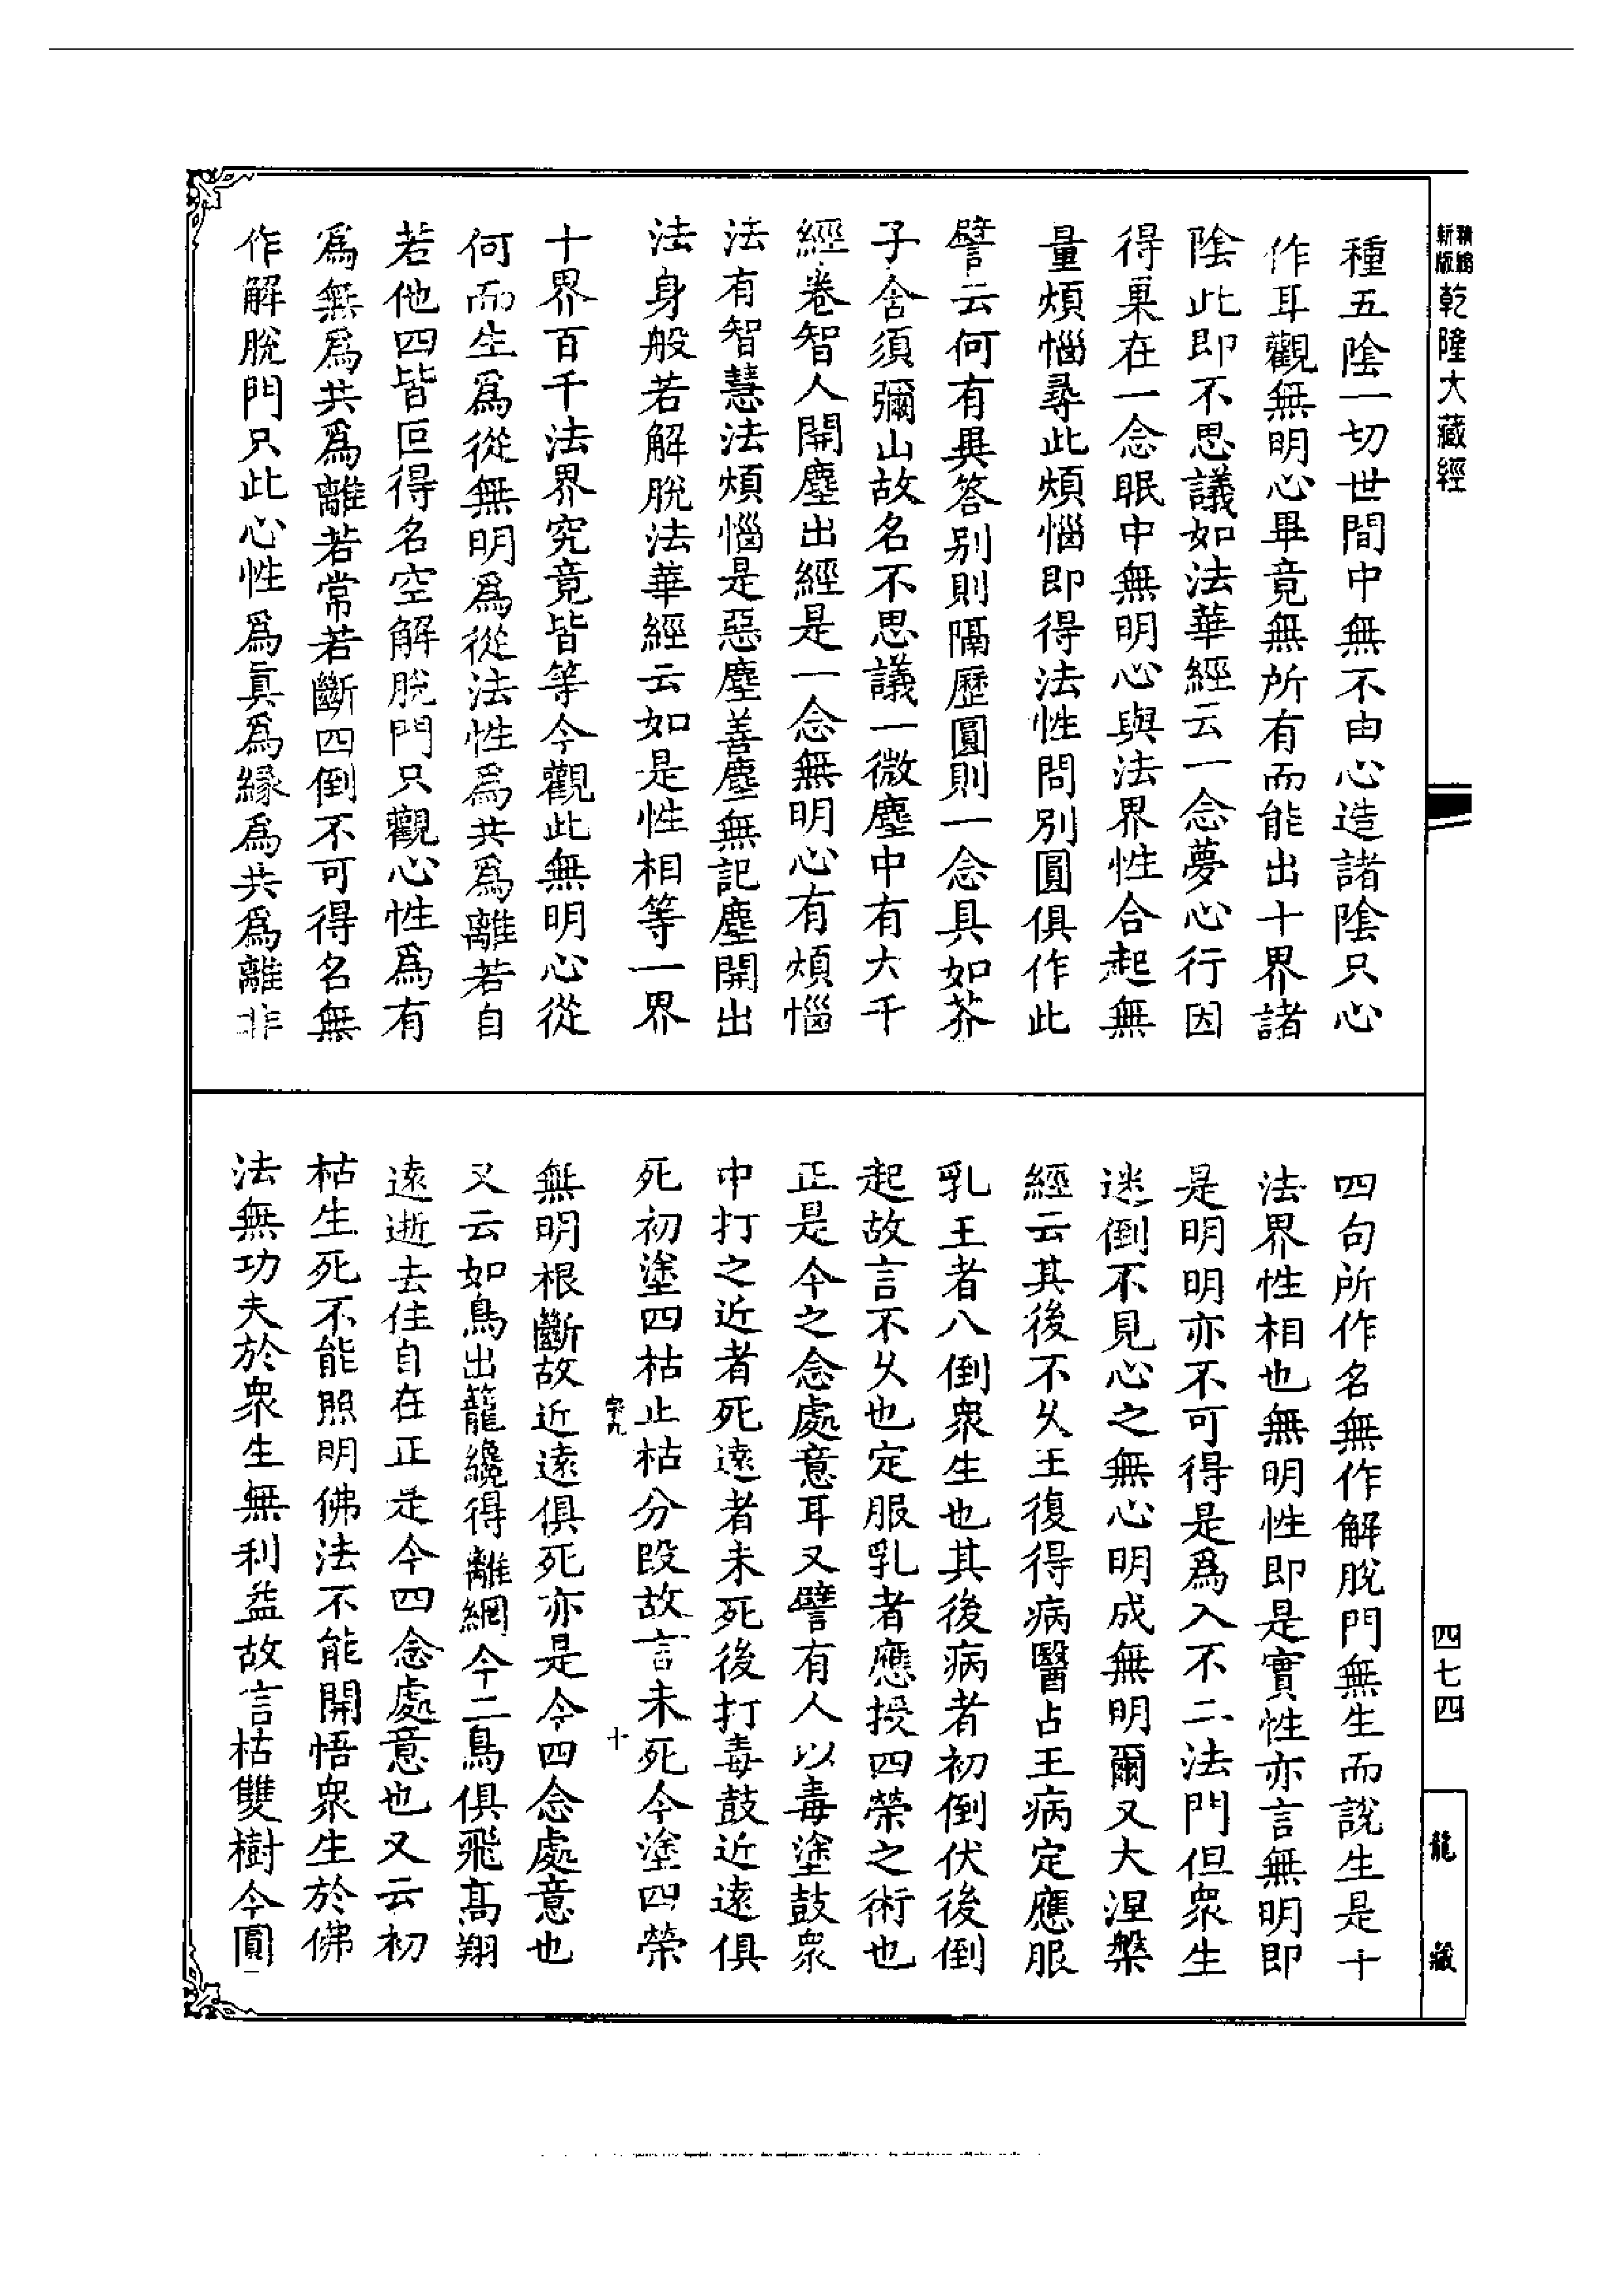 新版
乾隆大藏經
種五陰一切世間中無不由心造諸陰只心
作耳觀無明心畢竟無所有而能出十界諸
陰此即不思議如法華經云一念夢心行因
得果在一念眠中無明心與法界性合起無
量煩惱尋此煩惱即得法性問別圓俱作此
譬云何有異答別則隔歷圓則一念具如芥
子含須彌山故名不思議一微塵中有大千
經卷智人開塵出經是一念無明心有煩惱
法有智慧法煩惱是惡塵善塵無記塵開出
法身般若解脫法華經云如是性相等一界
十界百千法界究竟皆等今觀此無明心從
何而生爲從無明爲從法性爲共爲離若自
若他四皆叵得名空解脫門只觀心性爲有
爲無爲共爲離若常若斷四倒不可得名無
作解脫門只此心性爲真爲緣爲共爲離非
四句所作名無作解脫門無生而說生是十
法界性相也無明性即是實性亦言無明即
是明明亦不可得是爲入不二法門但衆生
迷倒不見心之無心明成無明爾又大涅槃
經云其後不久王復得病醫占王病定應服
乳王者八倒衆生也其後病者初倒伏後倒
起故言不久也定服乳者應授四榮之術也
正是今之念處意耳又譬有人以毒塗鼓衆
中打之近者死遠者未死後打毒鼓近遠俱
死初塗四枯止枯分段故言未死今塗四榮
無明根斷故近遠俱死亦是今四念處意也
又云如鳥出籠纔得離網今二鳥俱飛高翔
遠逝去住自在正是今四念處意也又云初
枯生死不能照明佛法不能開悟衆生於佛
法無功夫於衆生無利益故言枯雙樹今圓
十
四七四
龍藏